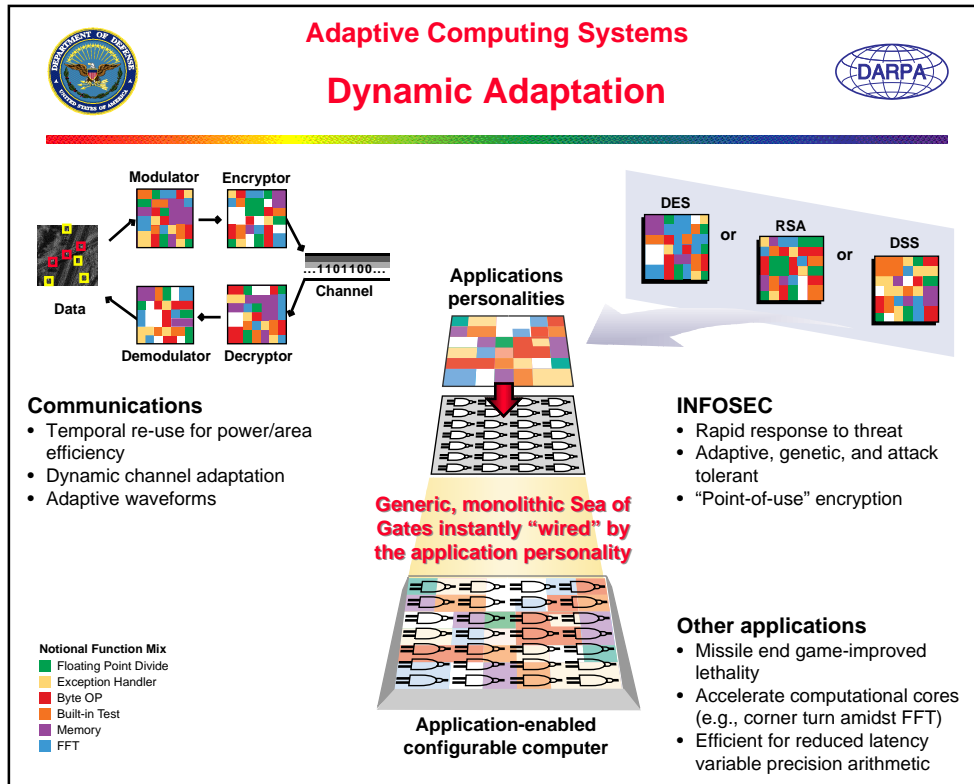 Adaptive Computing Systems
Dynamic Adaptation
DEPARTMENT OF DEFENSE
UNITED STATES OF AMERICA
DARPA
Modulator
Encryptor
Data
...1101100...
Channel
Demodulator
Decryptor
DES
or
RSA
or
DSS
Applications
personalities
Communications
• Temporal re-use for power/area
efficiency
• Dynamic channel adaptation
• Adaptive waveforms
INFOSEC
• Rapid response to threat
• Adaptive, genetic, and attack
tolerant
• “Point-of-use” encryption
Generic, monolithic Sea of
Gates instantly “wired” by
the application personality
Notional Function Mix
Floating Point Divide
Exception Handler
Byte OP
Built-in Test
Memory
FFT
Application-enabled
configurable computer
Other applications
• Missile end game-improved
lethality
• Accelerate computational cores
(e.g., corner turn amidst FFT)
• Efficient for reduced latency
variable precision arithmetic